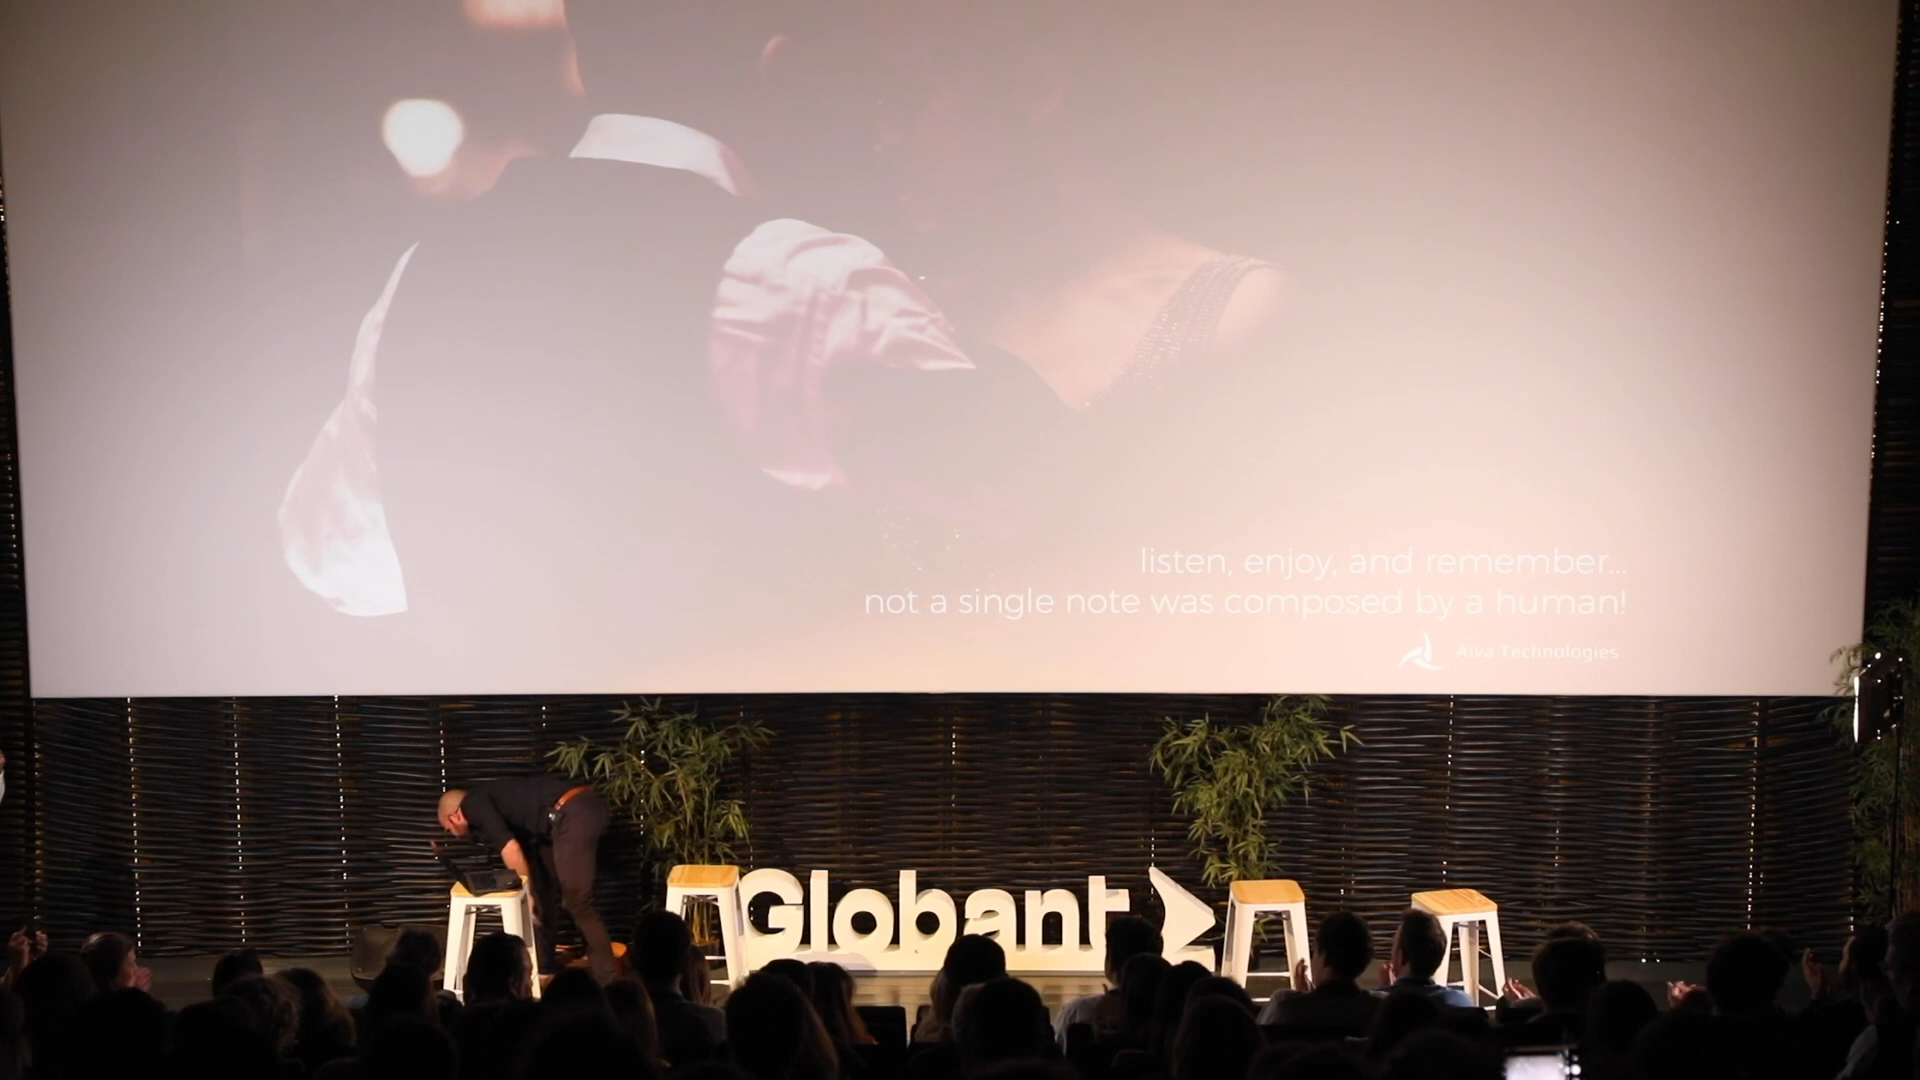 listen, enjoy, and remember...
not a single note was composed by a human!
Aiva Technologies
Globant